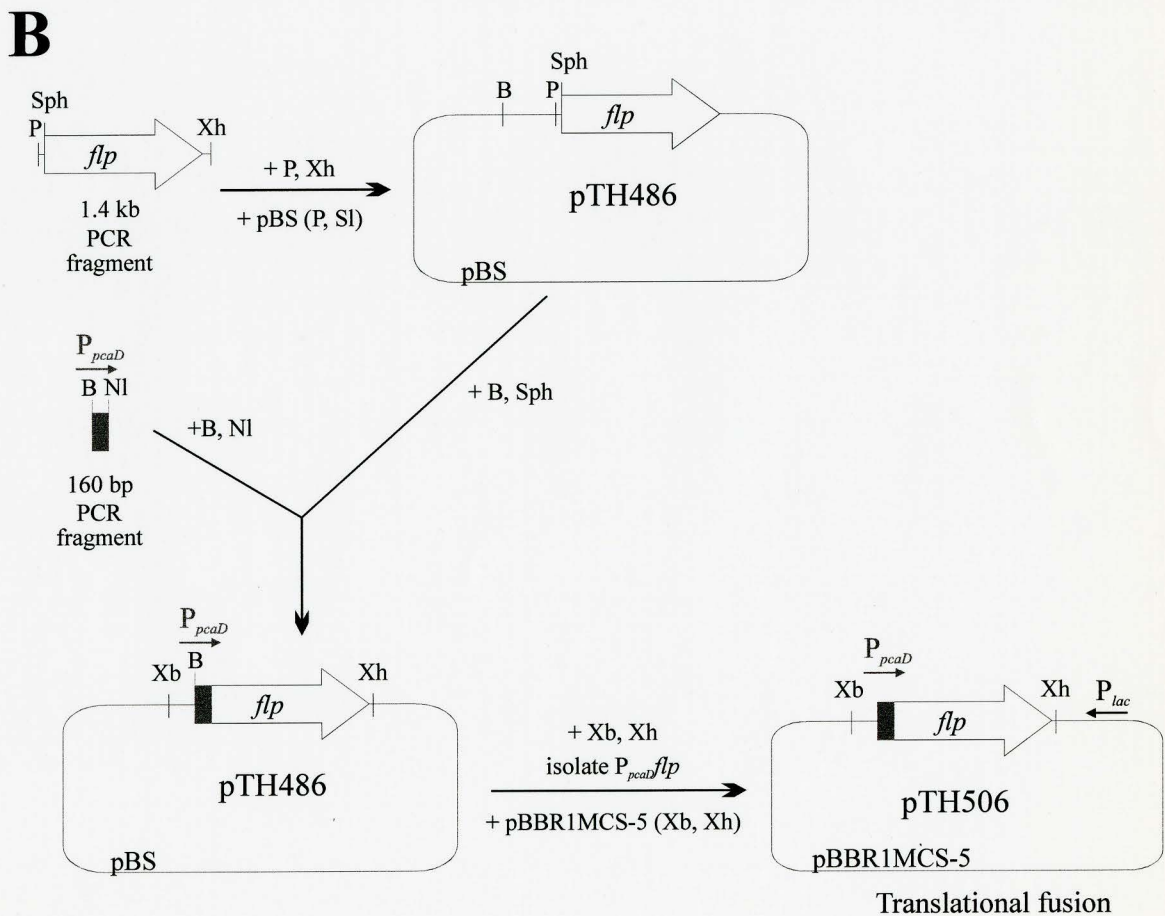 B
Sph
P
Xh
flp
1.4 kb
PCR
fragment
+ P, Xh
+ pBS (P, Sl)
Sph
B
P
flp
pTH486
pBS
P pcaD
B Nl
160 bp
PCR
fragment
+B, Nl
+ B, Sph
P pcaD
B
Xb
Xh
flp
pTH486
pBS
+ Xb, Xh
isolate P pcaD flp
+ pBBR1MCS-5 (Xb, Xh)
P pcaD
Xb
Xh
P lac
flp
pTH506
pBBR1MCS-5
Translational fusion